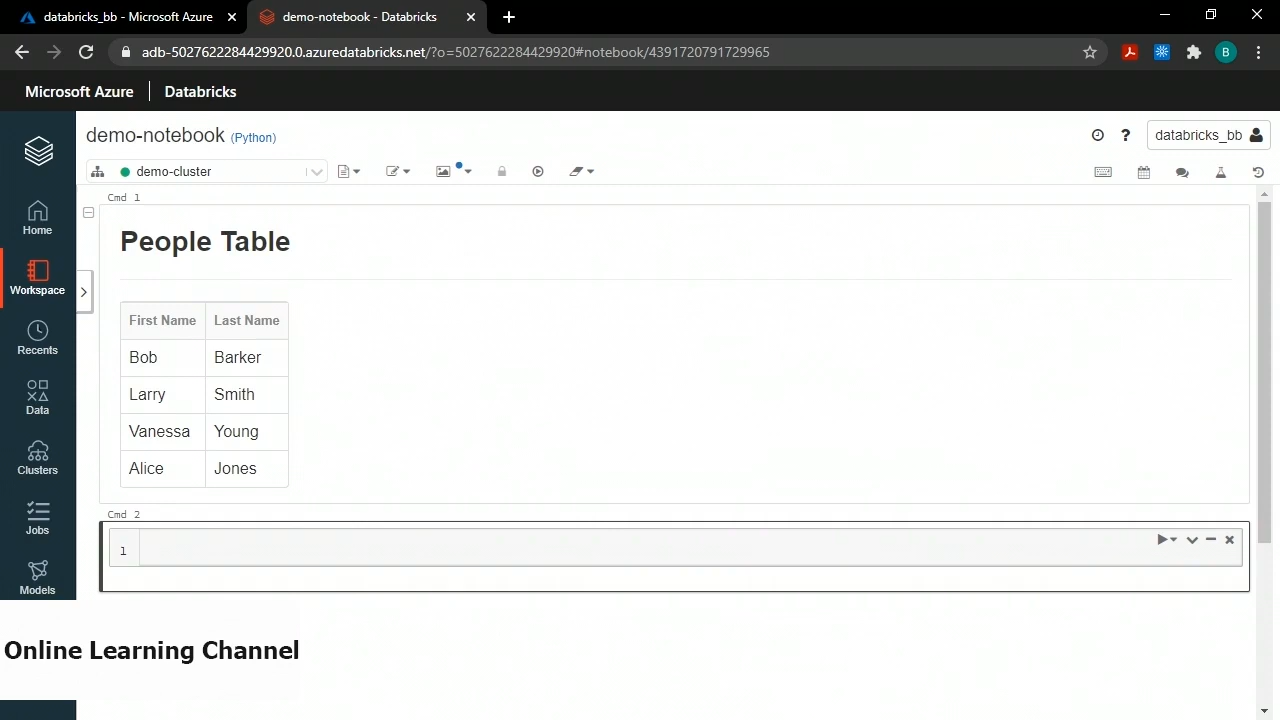 databricks_bb - Microsoft Azure
demo-notebook - Databricks
adb-5027622284429920.0.azuredatabricks.net/?o=5027622284429920#notebook/4391720791729965
B
Microsoft Azure
Databricks
demo-notebook (Python)
?
databricks_bb
demo-cluster
Cmd 1
People Table
First Name Last Name
Bob Barker
Larry Smith
Vanessa Young
Alice Jones
Cmd 2
1
Home
Workspace
Recents
Data
Clusters
Jobs
Models
Online Learning Channel